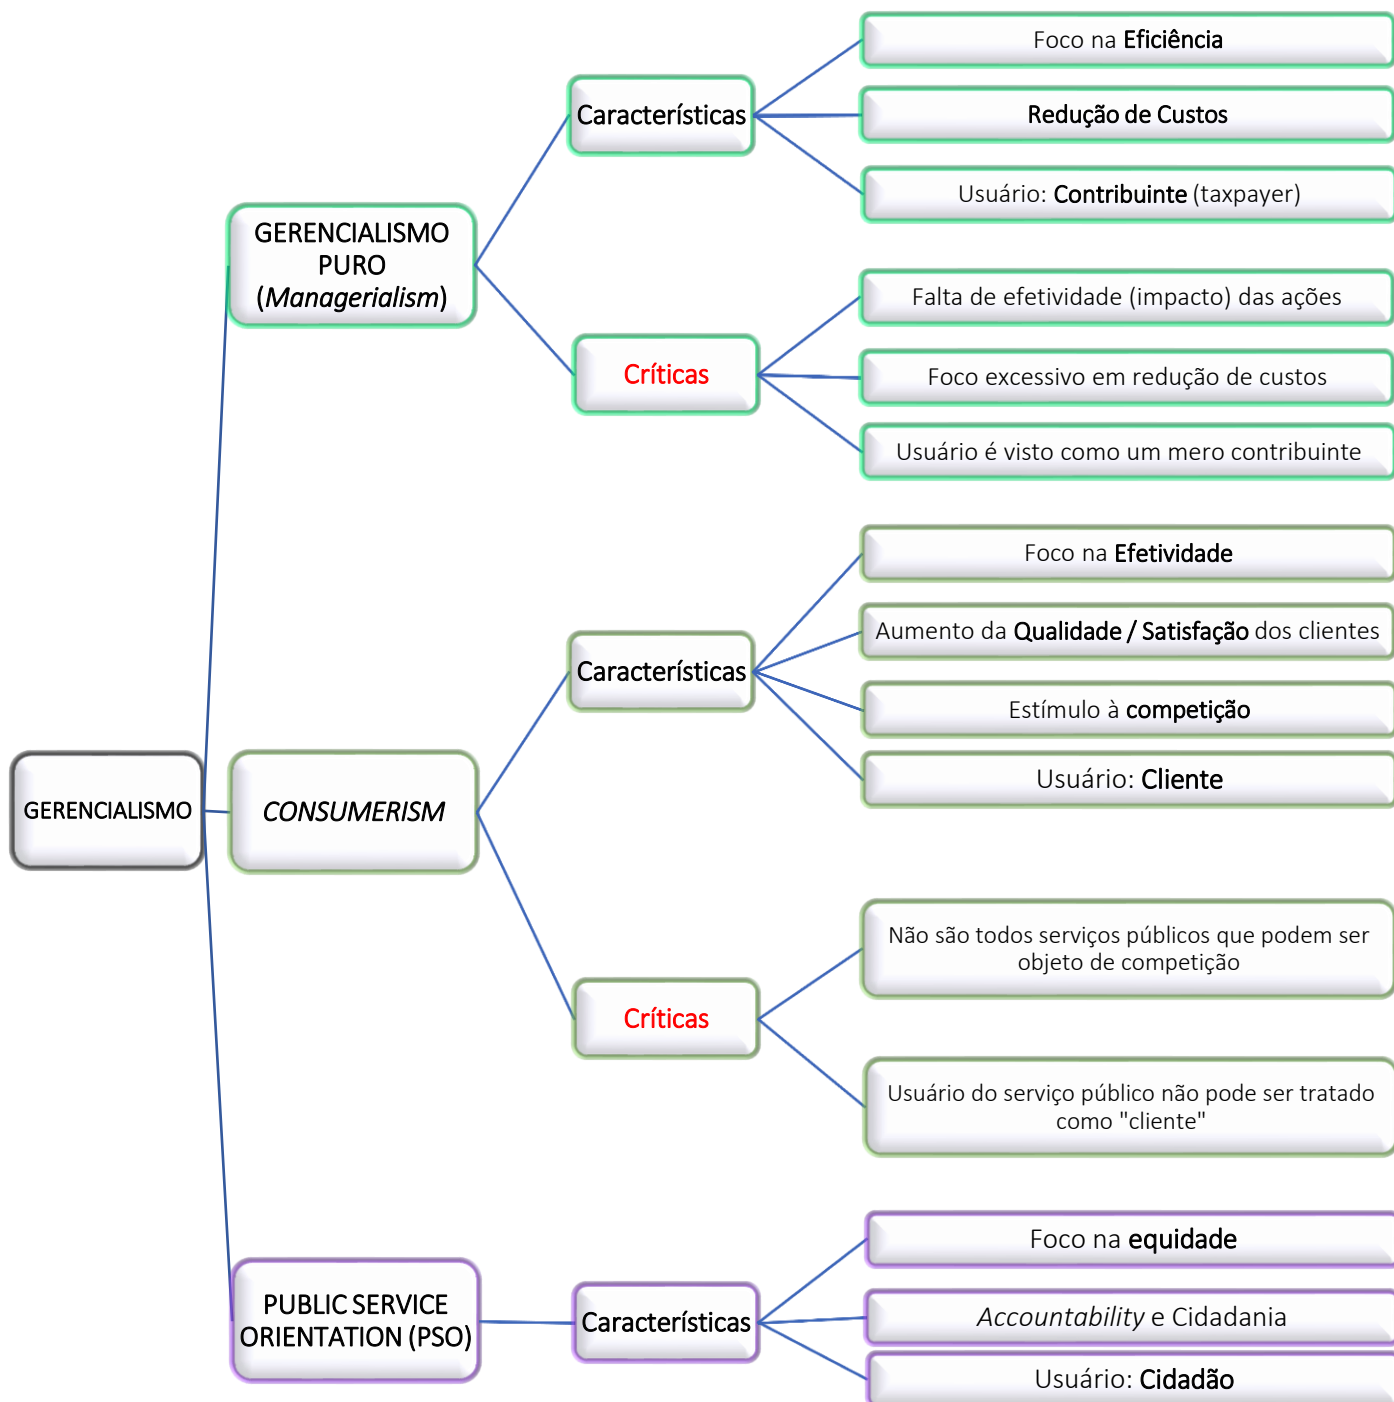 Foco na Eficiência
Caracterísťicas
Redução de Custos
Usuário: Contribuinte (taxpayer)
GERENCIALISMO
PURO
(Managerialism)
Falta de efetividade (impacto) das ações
Críticas
Foco excessivo em redução de custos
Usuário é visto como um mero contribuinte
Foco na Efetividade
Aumento da Qualidade / Satisfação dos clientes
Caracterísťicas
Estímulo à competição
Usuário: Cliente
GERENCIALISMO
CONSUMERISM
Não são todos serviços públicos que podem ser
objeto de competição
Críticas
Usuário do serviço público não pode ser tratado
como "cliente"
Foco na equidade
PUBLIC SERVICE
ORIENTATION (PSO)
Caracterísťicas
Accountability e Cidadania
Usuário: Cidadão